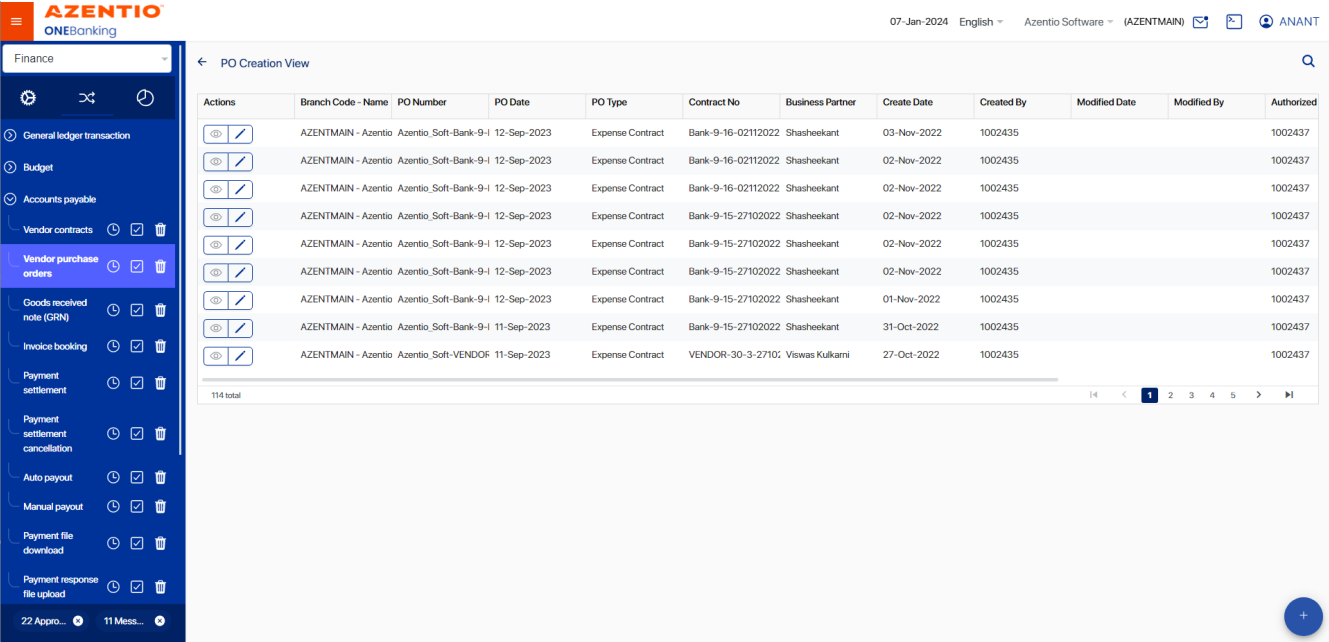 AZENTIO
ONEBanking
07-Jan-2024 English Azentio Software (AZENTMAIN) ANANT
Finance
General ledger transaction
Budget
Accounts payable
Vendor contracts
Vendor purchase
orders
Goods received
note (GRN)
Invoice booking
Payment
settlement
Payment
settlement
cancellation
Auto payout
Manual payout
Payment file
download
Payment response
file upload
22 Appro... 11 Mess...
PO Creation View
Actions Branch Code - Name PO Number PO Date PO Type Contract No Business Partner Create Date Created By Modified Date Modified By Authorized
AZENTMAIN - Azentio Azentio_Soft-Bank-9-I 12-Sep-2023 Expense Contract Bank-9-16-02112022 Shasheekant 03-Nov-2022 1002435 1002437
AZENTMAIN - Azentio Azentio_Soft-Bank-9-I 12-Sep-2023 Expense Contract Bank-9-16-02112022 Shasheekant 02-Nov-2022 1002435 1002437
AZENTMAIN - Azentio Azentio_Soft-Bank-9-I 12-Sep-2023 Expense Contract Bank-9-16-02112022 Shasheekant 02-Nov-2022 1002435 1002437
AZENTMAIN - Azentio Azentio_Soft-Bank-9-I 12-Sep-2023 Expense Contract Bank-9-15-27102022 Shasheekant 02-Nov-2022 1002435 1002437
AZENTMAIN - Azentio Azentio_Soft-Bank-9-I 12-Sep-2023 Expense Contract Bank-9-15-27102022 Shasheekant 02-Nov-2022 1002435 1002437
AZENTMAIN - Azentio Azentio_Soft-Bank-9-I 12-Sep-2023 Expense Contract Bank-9-15-27102022 Shasheekant 02-Nov-2022 1002435 1002437
AZENTMAIN - Azentio Azentio_Soft-Bank-9-I 12-Sep-2023 Expense Contract Bank-9-15-27102022 Shasheekant 01-Nov-2022 1002435 1002437
AZENTMAIN - Azentio Azentio_Soft-Bank-9-I 11-Sep-2023 Expense Contract Bank-9-15-27102022 Shasheekant 31-Oct-2022 1002435 1002437
AZENTMAIN - Azentio Azentio_Soft-VENDOR 11-Sep-2023 Expense Contract VENDOR-30-3-27102 Viswas Kulkarni 27-Oct-2022 1002435 1002437
114 total 1 2 3 4 5